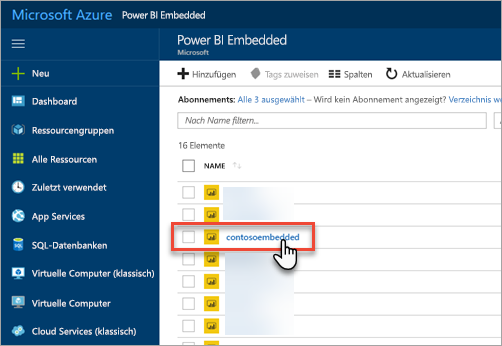 Microsoft Azure Power BI Embedded
Power BI Embedded
Microsoft
Neu
Dashboard
Ressourcengruppen
Alle Ressourcen
Zuletzt verwendet
App Services
SQL-Datenbanken
Virtuelle Computer (klassisch)
Virtuelle Computer
Cloud Services (klassisch)
Hinzufügen Tags zuweisen Spalten Aktualisieren
Abonnements: Alle 3 ausgewählt – Wird kein Abonnement angezeigt? Verzeichnis we
Nach Name filtern...
16 Elemente
NAME
contosoembedded